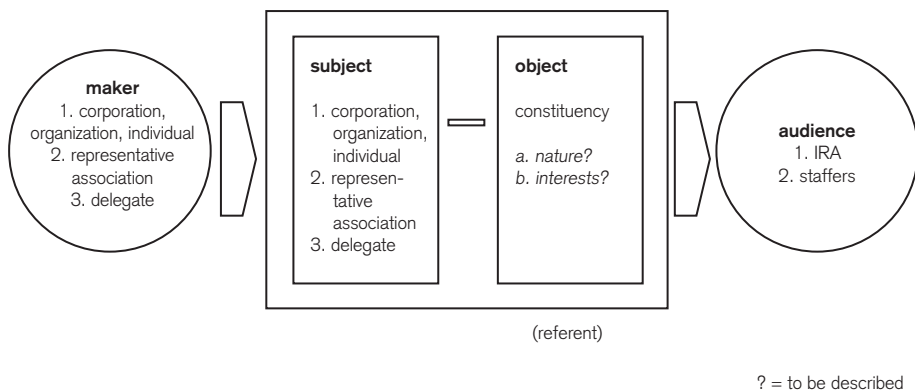 maker
1. corporation,
organization, individual
2. representative
association
3. delegate
subject
1. corporation,
organization,
individual
2. represen-
tative
association
3. delegate
object
constituency
a. nature?
b. interests?
audience
1. IRA
2. staffers
(referent)
? = to be described